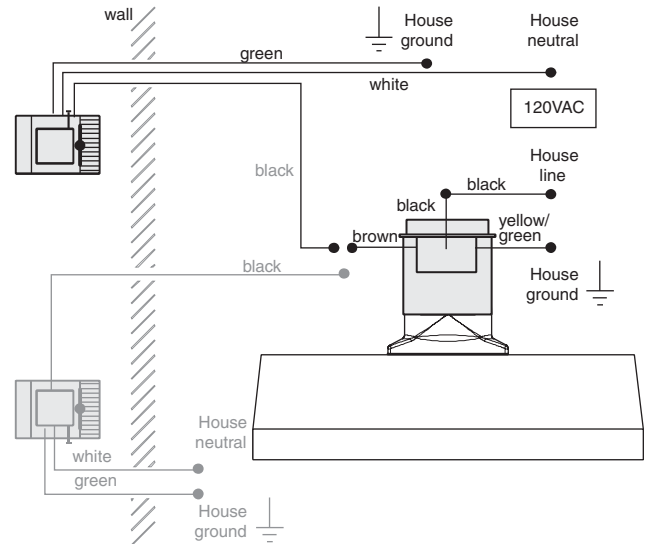 wall
House
ground
House
neutral
green
white
120VAC
House
line
black
black
black
yellow/
green
brown
black
House
ground
House
neutral
white
green
House
ground